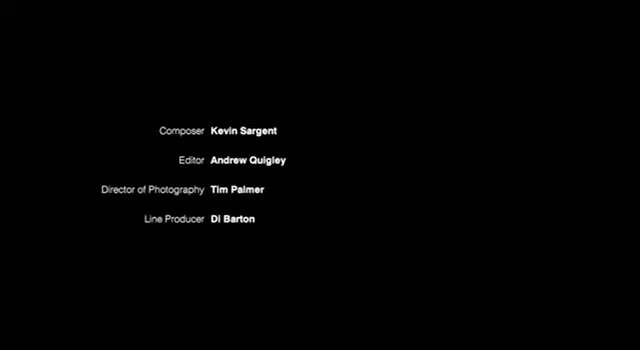 Composer Kevin Sargent
Editor Andrew Quigley
Director of Photography Tim Palmer
Line Producer Di Barton